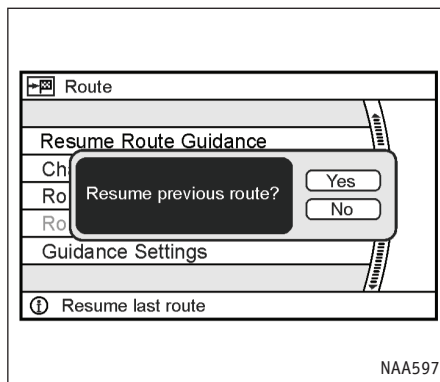 Route
Resume Route Guidance
Ch
Ro
Ro
Resume previous route?
Yes
No
Guidance Settings
Resume last route
NAA597